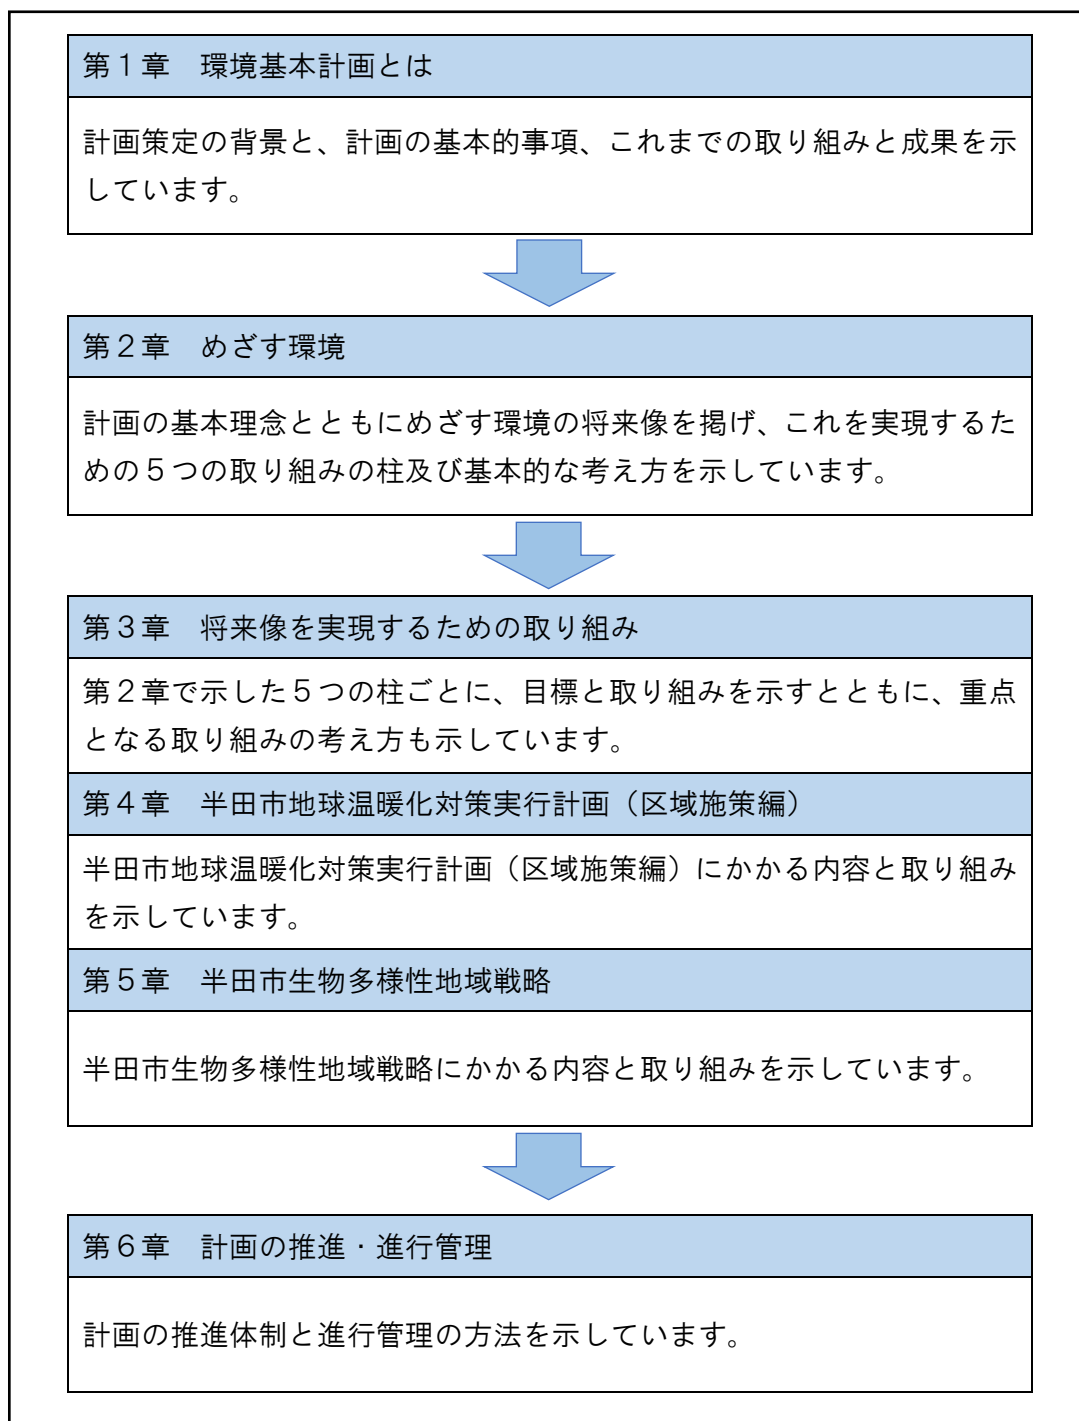 第１章　環境基本計画とは
計画策定の背景と、計画の基本的事項、これまでの取り組みと成果を示
しています。
第２章　めざす環境
計画の基本理念とともにめざす環境の将来像を掲げ、これを実現するた
めの５つの取り組みの柱及び基本的な考え方を示しています。
第３章　将来像を実現するための取り組み
第２章で示した５つの柱ごとに、目標と取り組みを示すとともに、重点
となる取り組みの考え方も示しています。
第４章　半田市地球温暖化対策実行計画（区域施策編）
半田市地球温暖化対策実行計画（区域施策編）にかかる内容と取り組み
を示しています。
第５章　半田市生物多様性地域戦略
半田市生物多様性地域戦略にかかる内容と取り組みを示しています。
第６章　計画の推進・進行管理
計画の推進体制と進行管理の方法を示しています。